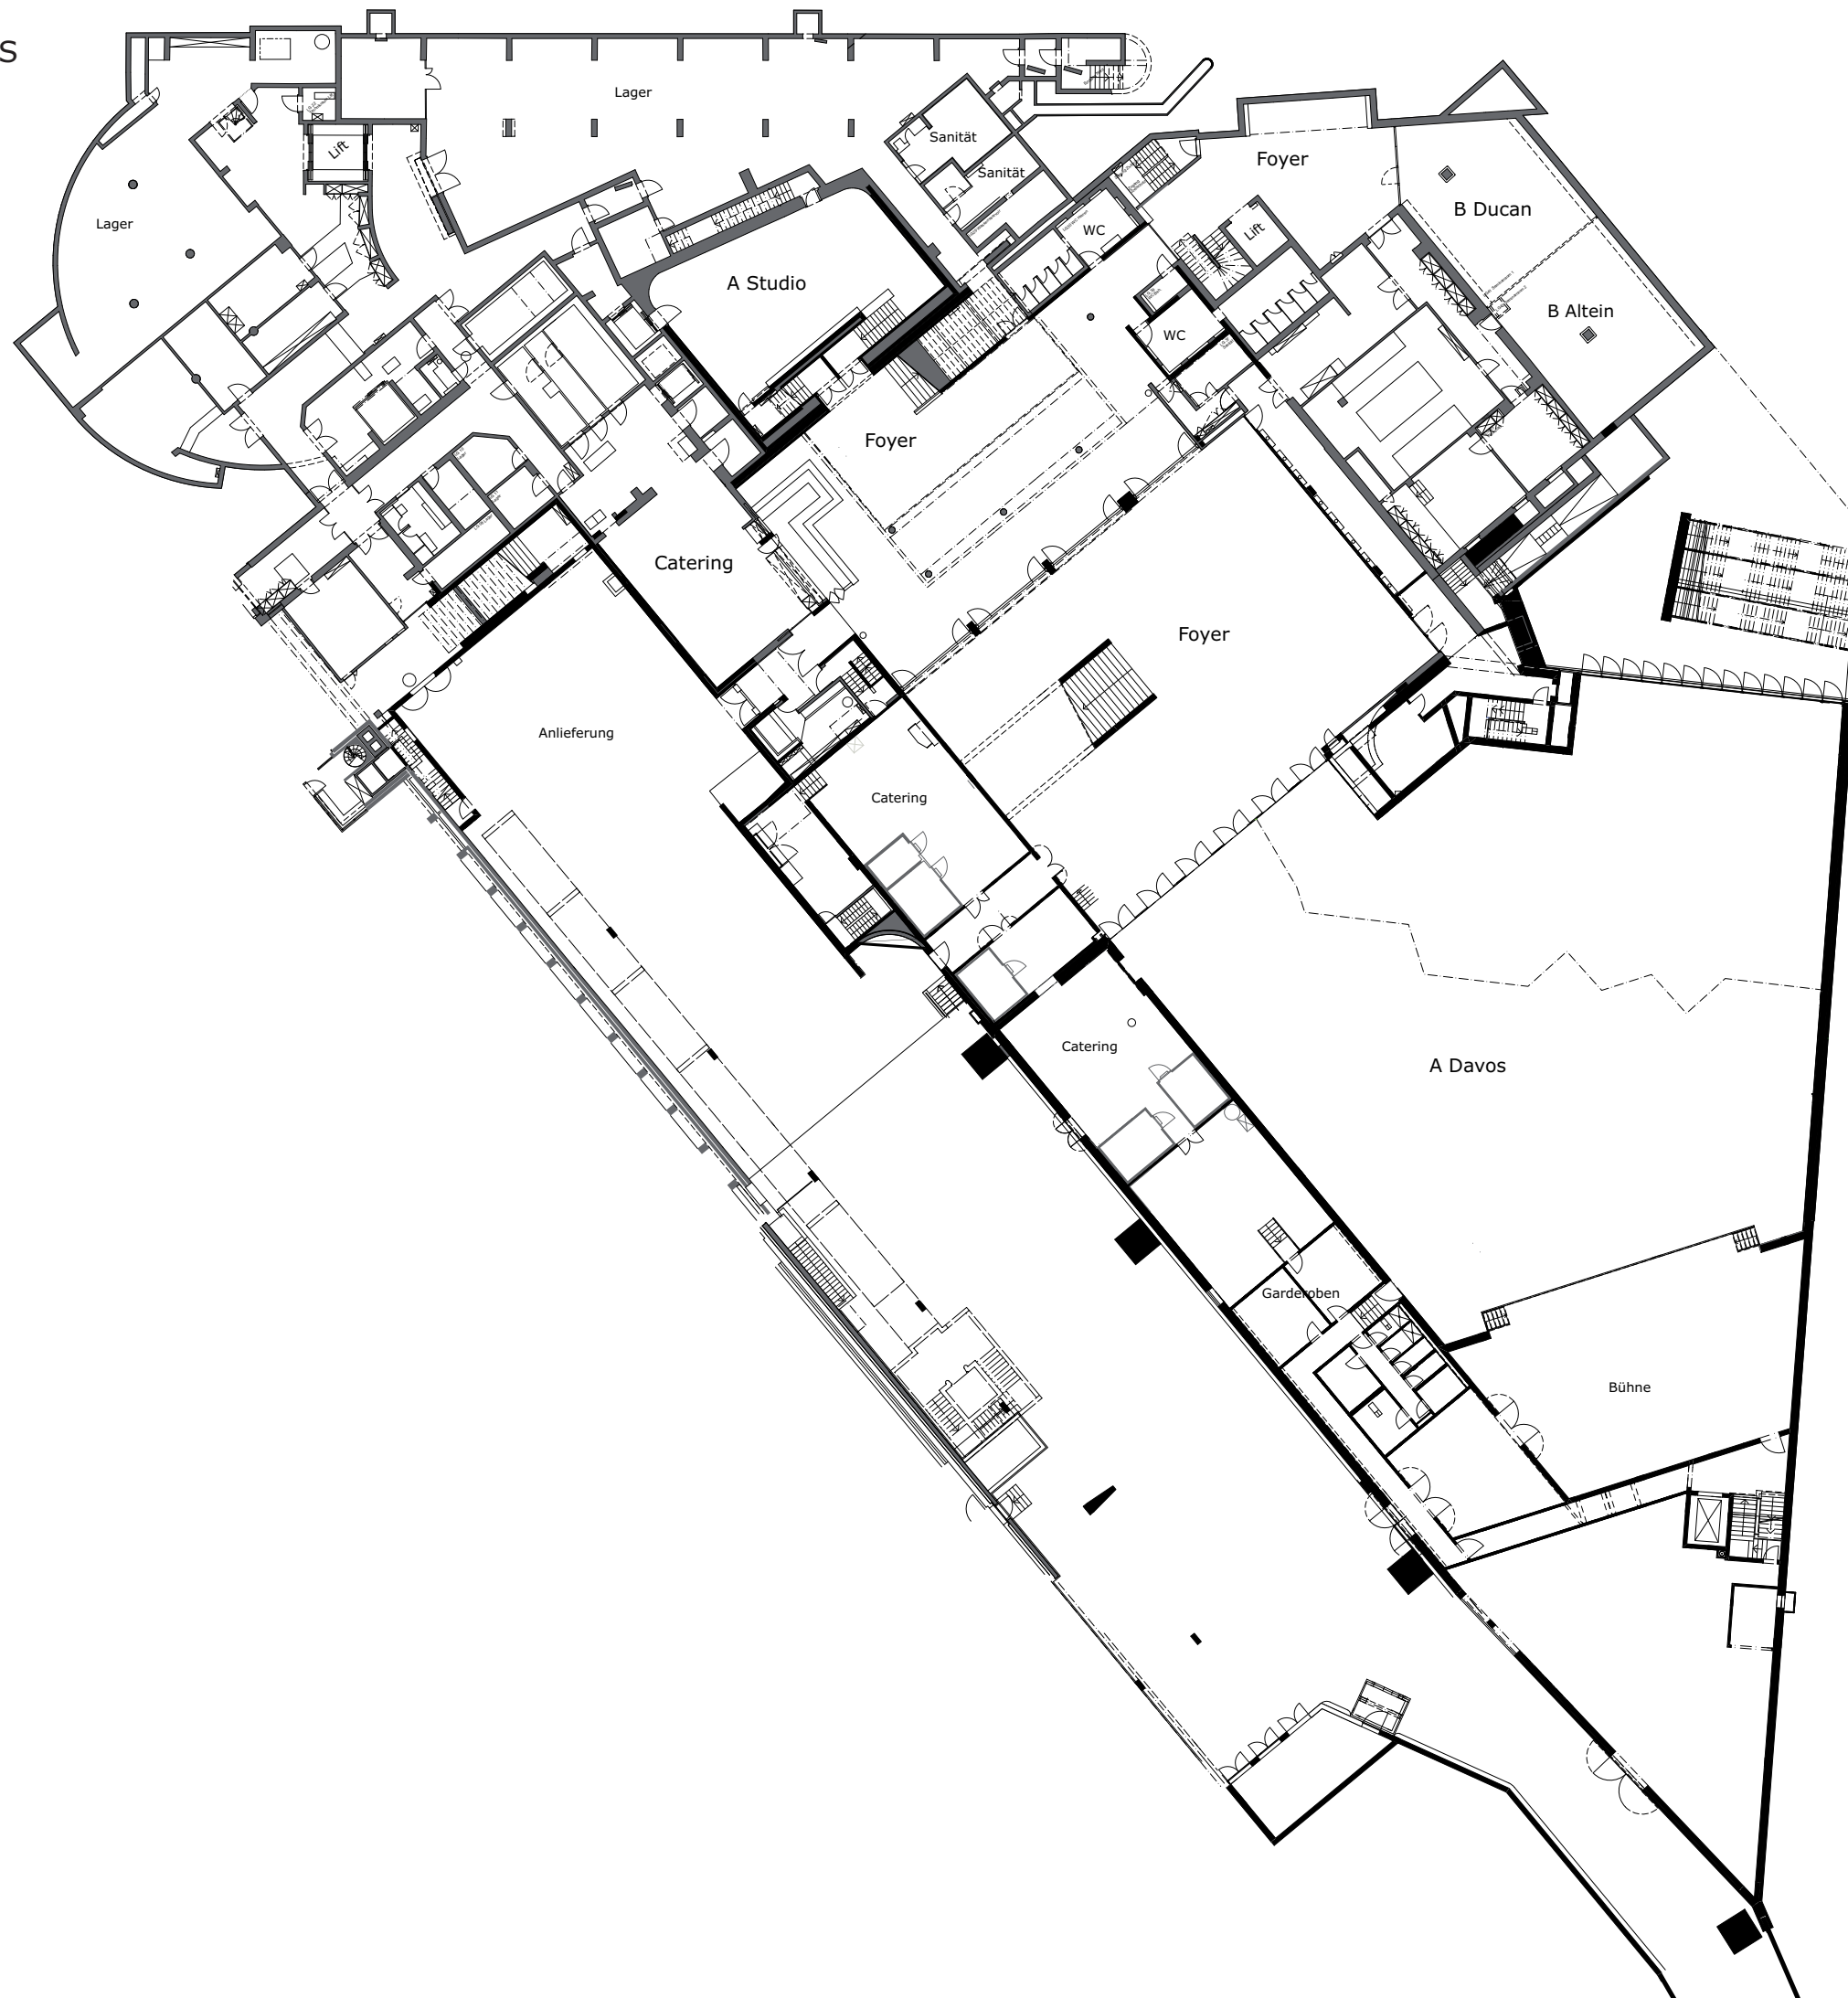 S
Lager
Lift
Lager
Sanität
Sanität
Foyer
B Ducan
WC
Lift
A Studio
B Altein
WC
Foyer
Catering
Foyer
Anlieferung
Catering
Catering
A Davos
Garderoben
Bühne